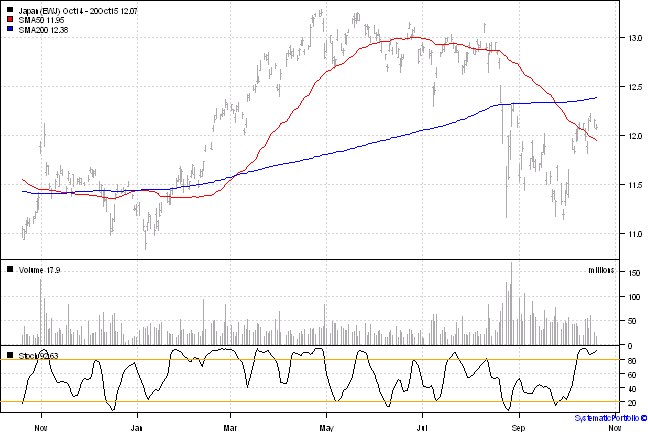 Japan (EWJ) Oct14 - 20Oct15 12.07
SMA50 11.95
SMA200 12.38
13.0
12.5
12.0
11.5
11.0
Volume 17.9
millions
150
100
50
0
Stoch 92.63
80
60
40
20
Nov
Jan
Mar
May
Jul
Sep
Nov
SystematicPortfolio ©